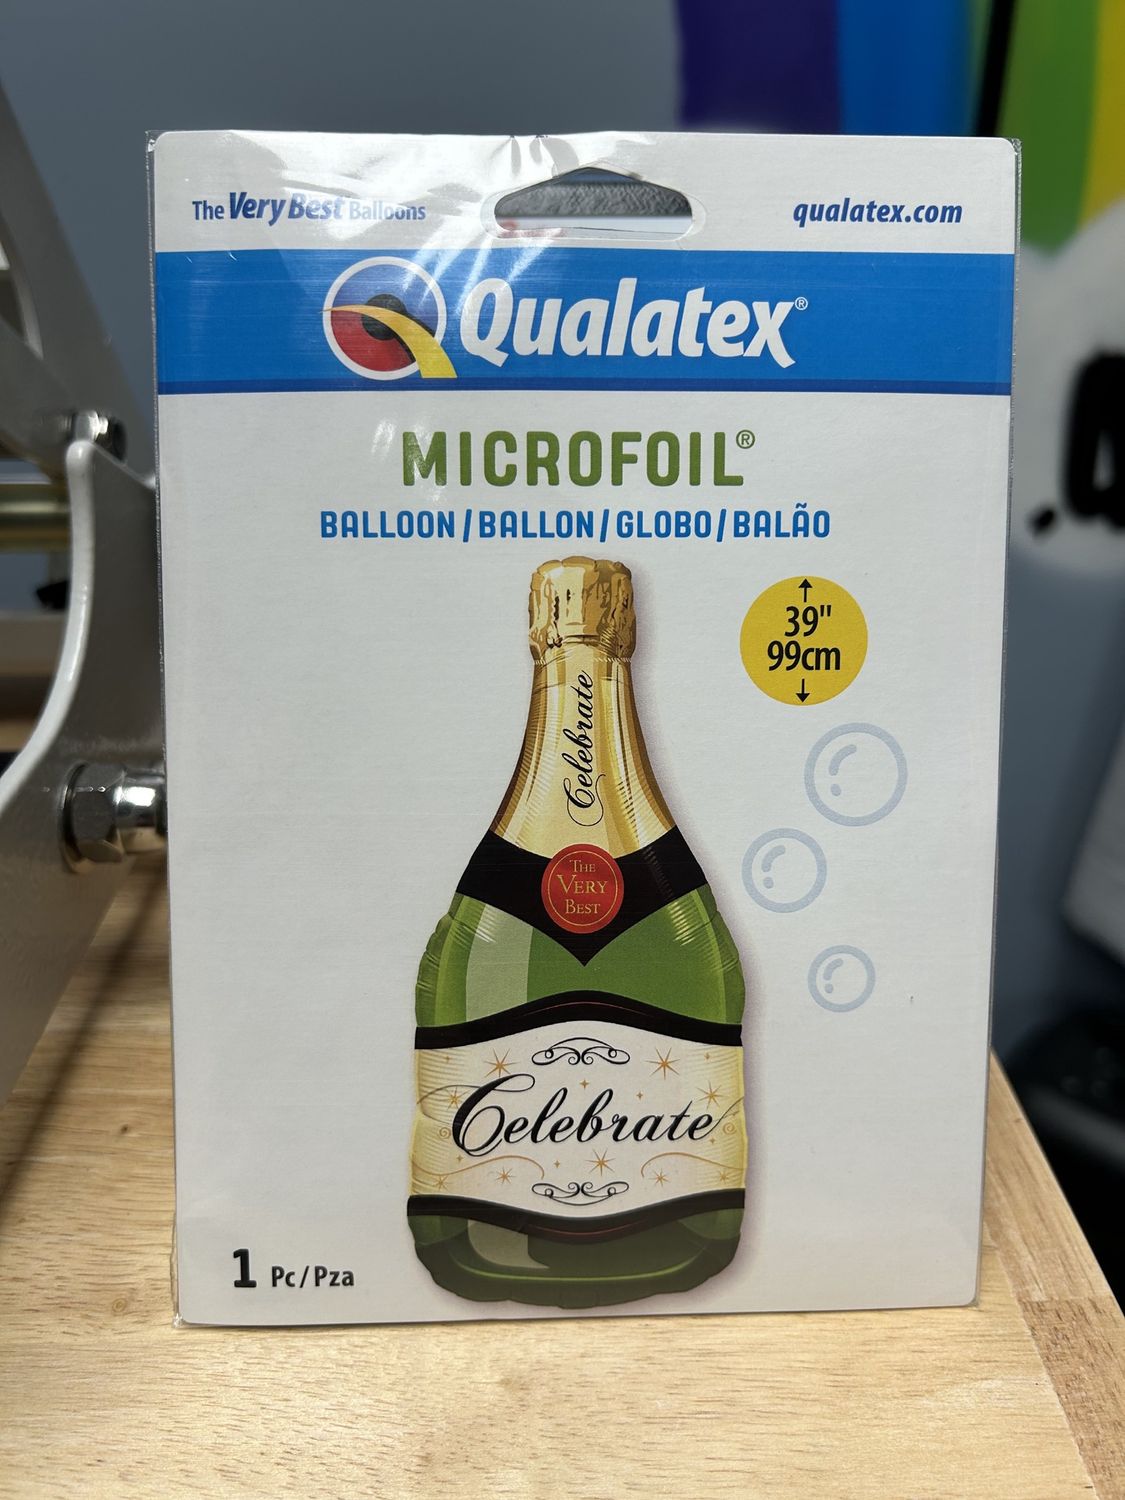 The Very Best Balloons
qualatex.com
Qualatex®
MICROFOIL®
BALLOON/BALLON/GLOBO/BALÃO
39"
99cm
Celebrate
THE
VERY
BEST
Celebrate
1 Pc/Pza